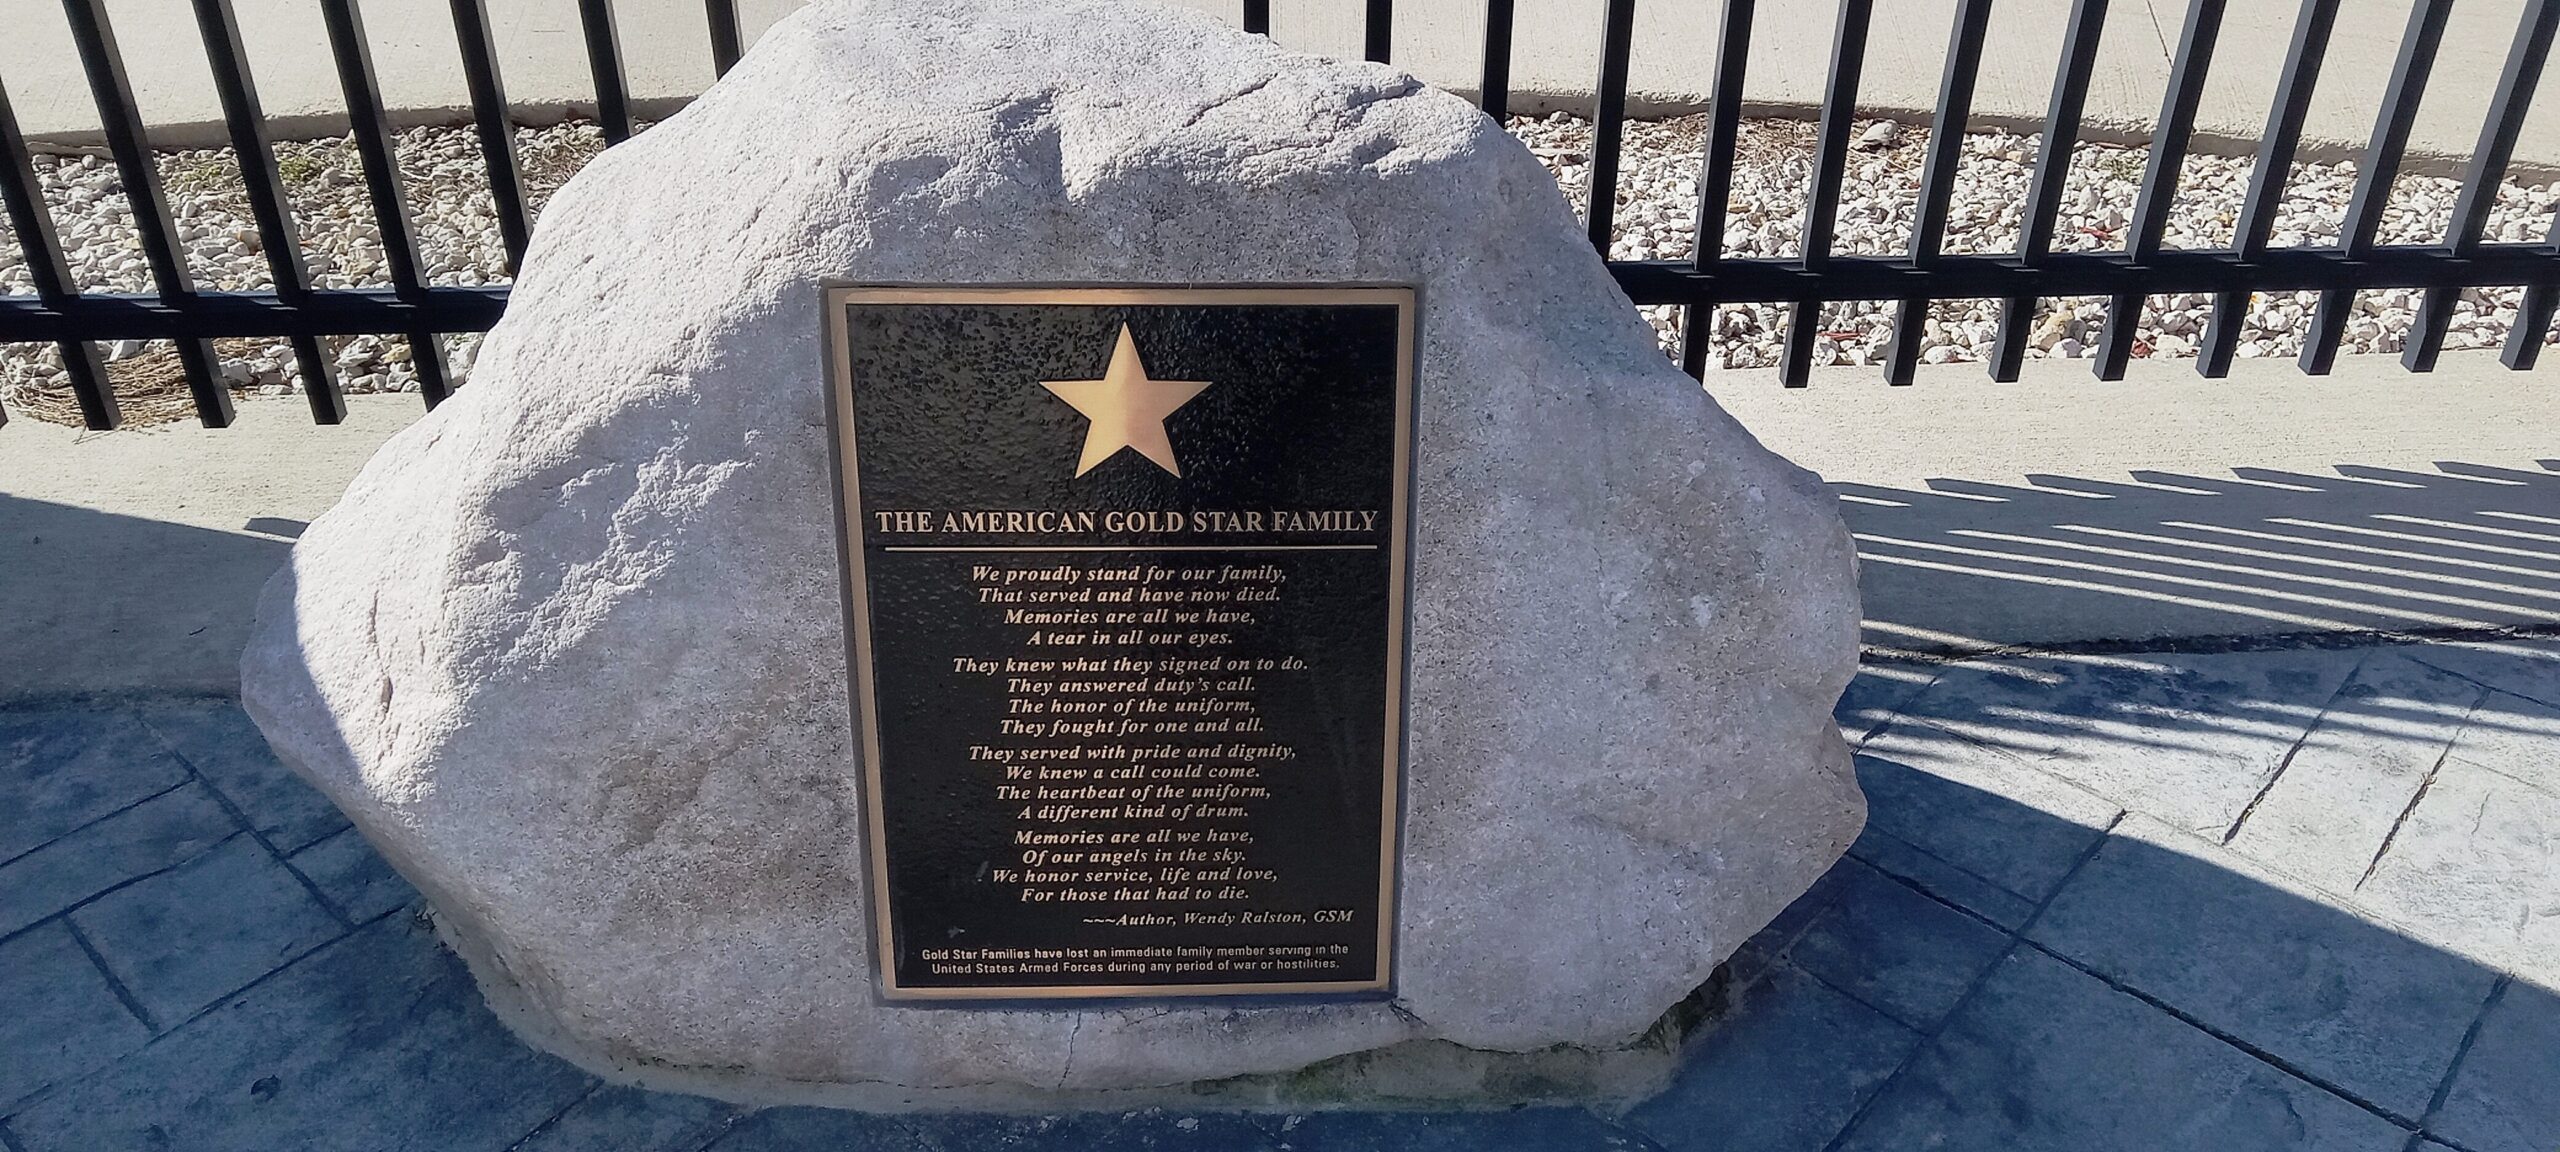 THE AMERICAN GOLD STAR FAMILY
We proudly stand for our family,
That served and have now died.
Memories are all we have,
A tear in all our eyes.
They knew what they signed on to do.
They answered duty's call.
The honor of the uniform,
They fought for one and all.
They served with pride and dignity,
We knew a call could come.
The heartbeat of the uniform,
A different kind of drum.
Memories are all we have,
Of our angels in the sky.
We honor service, life and love,
For those that had to die.
~~~Author, Wendy Ralston, GSM
Gold Star Families have lost an immediate family member serving in the
United States Armed Forces during any period of war or hostilities.